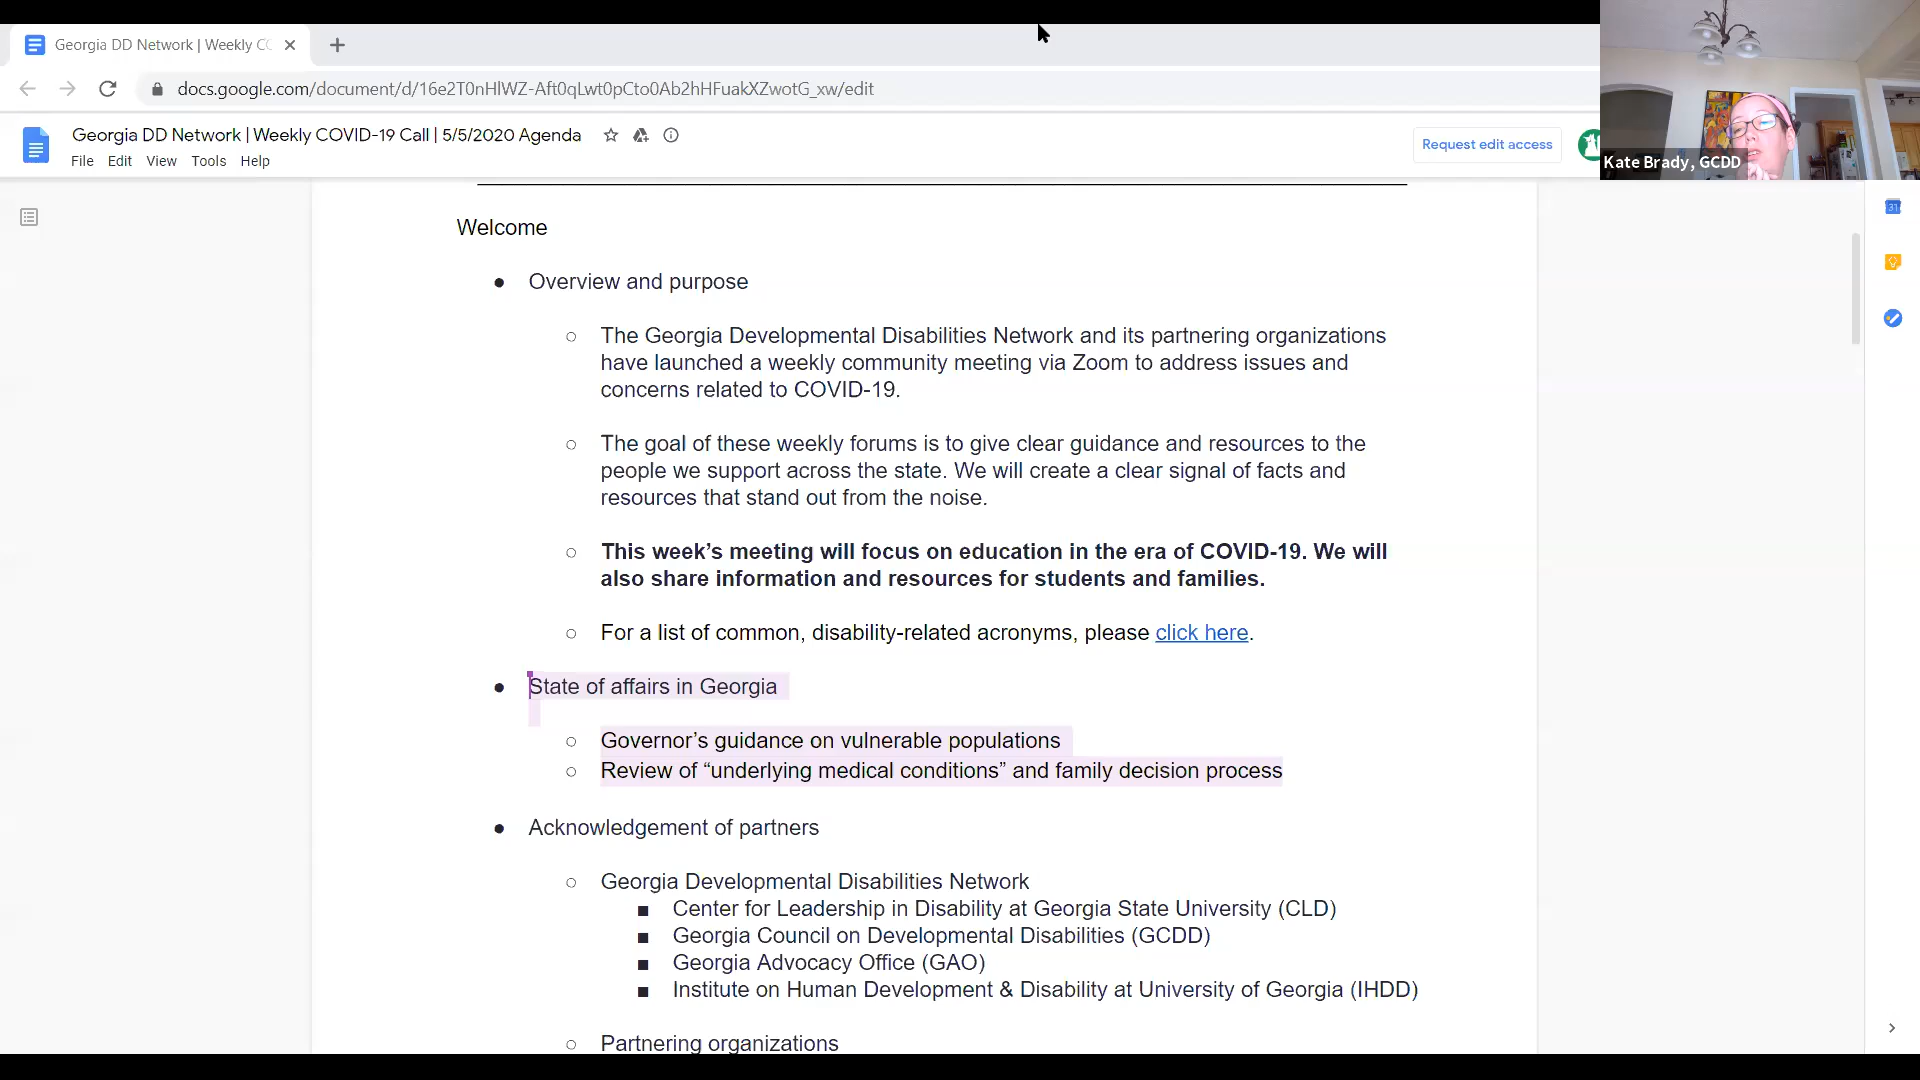 Georgia DD Network | Weekly CO
docs.google.com/document/d/16e2T0nHlWZ-Aft0qLwt0pCto0Ab2hHFuakXZwotG_xw/edit
Georgia DD Network | Weekly COVID-19 Call | 5/5/2020 Agenda
Request edit access
Kate Brady, GCDD
File Edit View Tools Help
31
Welcome
● Overview and purpose
○ The Georgia Developmental Disabilities Network and its partnering organizations
have launched a weekly community meeting via Zoom to address issues and
concerns related to COVID-19.
○ The goal of these weekly forums is to give clear guidance and resources to the
people we support across the state. We will create a clear signal of facts and
resources that stand out from the noise.
○ This week’s meeting will focus on education in the era of COVID-19. We will
also share information and resources for students and families.
○ For a list of common, disability-related acronyms, please click here.
● State of affairs in Georgia
○ Governor’s guidance on vulnerable populations
○ Review of “underlying medical conditions” and family decision process
● Acknowledgement of partners
○ Georgia Developmental Disabilities Network
■ Center for Leadership in Disability at Georgia State University (CLD)
■ Georgia Council on Developmental Disabilities (GCDD)
■ Georgia Advocacy Office (GAO)
■ Institute on Human Development & Disability at University of Georgia (IHDD)
○ Partnering organizations